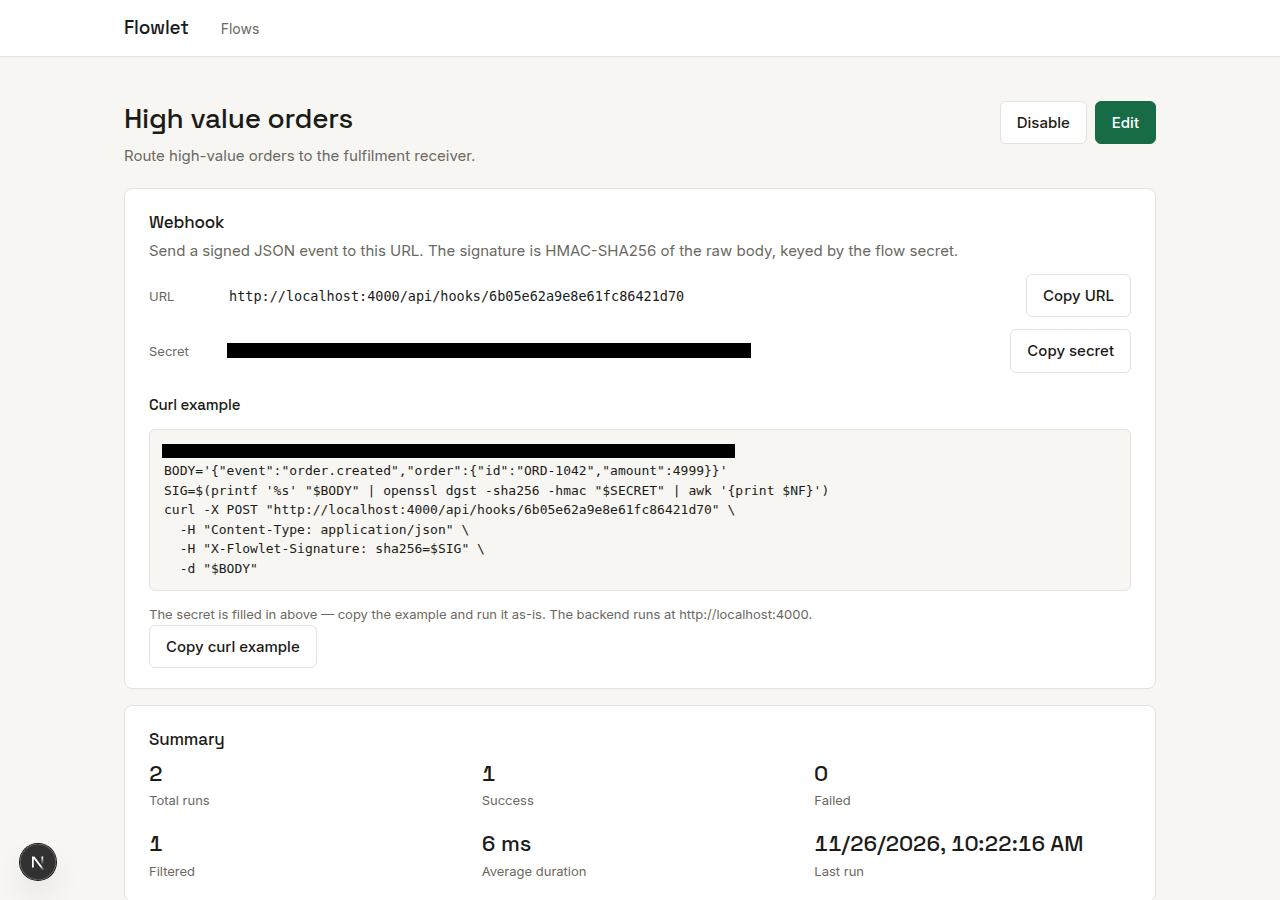 Flowlet Flows
High value orders
Disable Edit
Route high-value orders to the fulfilment receiver.
Webhook
Send a signed JSON event to this URL. The signature is HMAC-SHA256 of the raw body, keyed by the flow secret.
URL http://localhost:4000/api/hooks/6b05e62a9e8e61fc86421d70 Copy URL
Secret Copy secret
Curl example
BODY='{"event":"order.created","order":{"id":"ORD-1042","amount":4999}}'
SIG=$(printf '%s' "$BODY" | openssl dgst -sha256 -hmac "$SECRET" | awk '{print $NF}')
curl -X POST "http://localhost:4000/api/hooks/6b05e62a9e8e61fc86421d70" \
-H "Content-Type: application/json" \
-H "X-Flowlet-Signature: sha256=$SIG" \
-d "$BODY"
The secret is filled in above — copy the example and run it as-is. The backend runs at http://localhost:4000.
Copy curl example
Summary
2 1 0
Total runs Success Failed
1 6 ms 11/26/2026, 10:22:16 AM
Filtered Average duration Last run